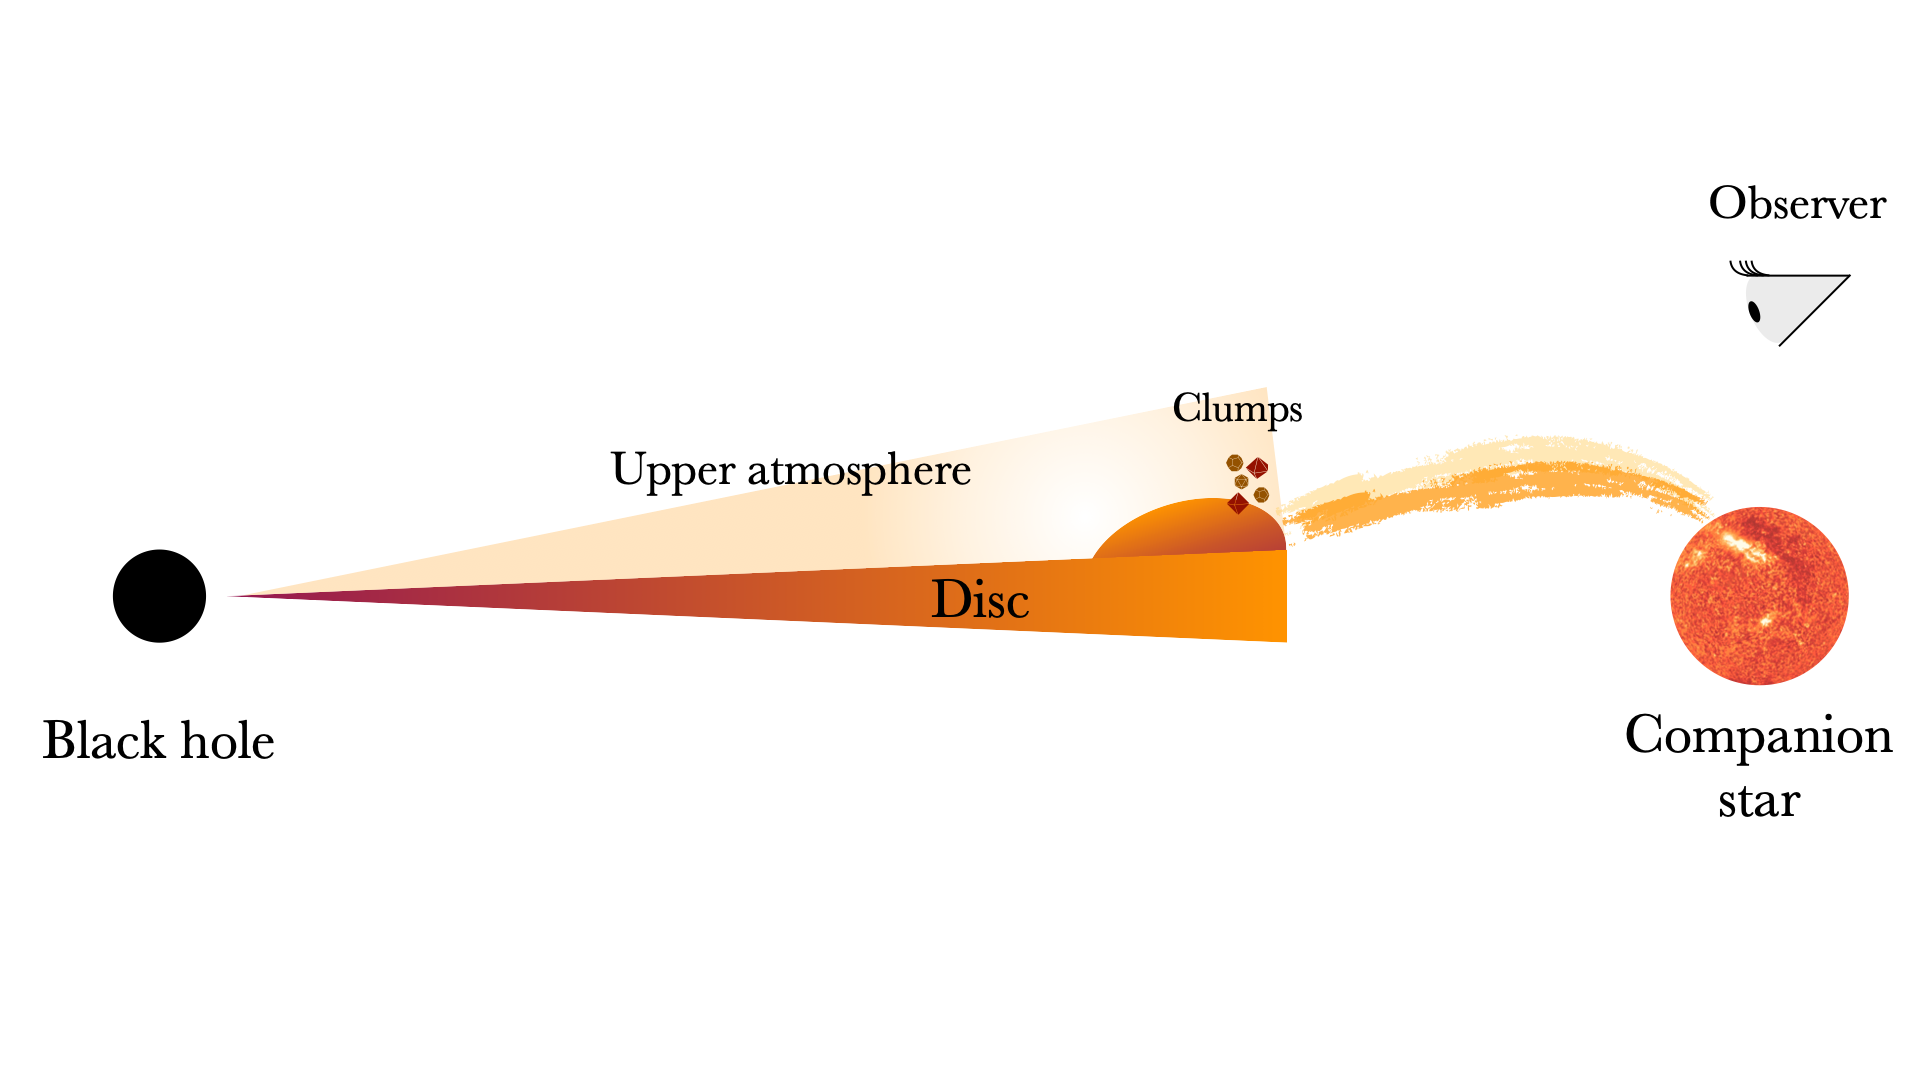 Observer
Clumps
Upper atmosphere
Disc
Black hole
Companion
star